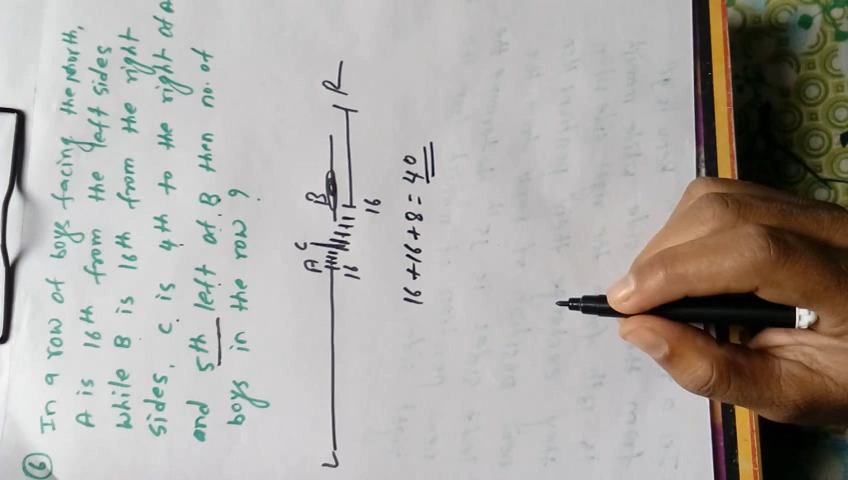 6 In a row of boys facing the North,
A is 16th from the left sides
while B is 16th from the right
sides. C is 4th to the right of A
and 5th left of B then no. of
boys in the row ?
L A C B R
16 16
16+16+8=40